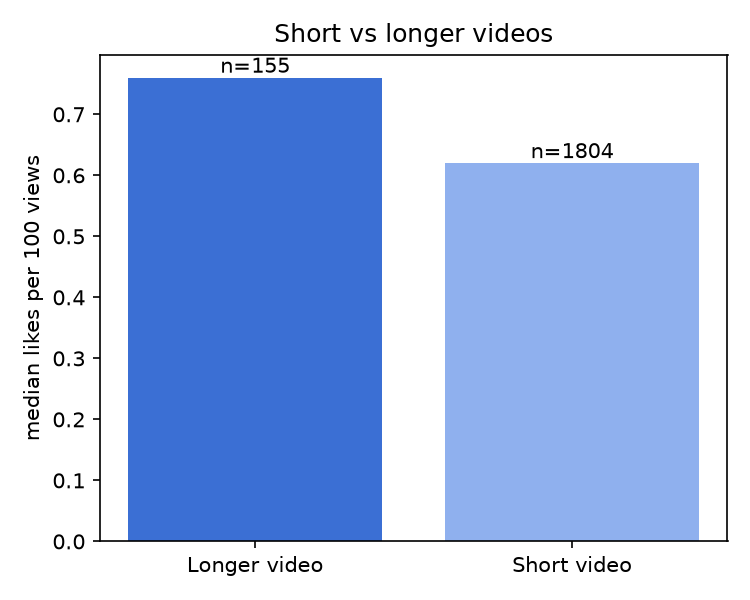 Short vs longer videos
n=155
n=1804
median likes per 100 views
0.7
0.6
0.5
0.4
0.3
0.2
0.1
0.0
Longer video
Short video